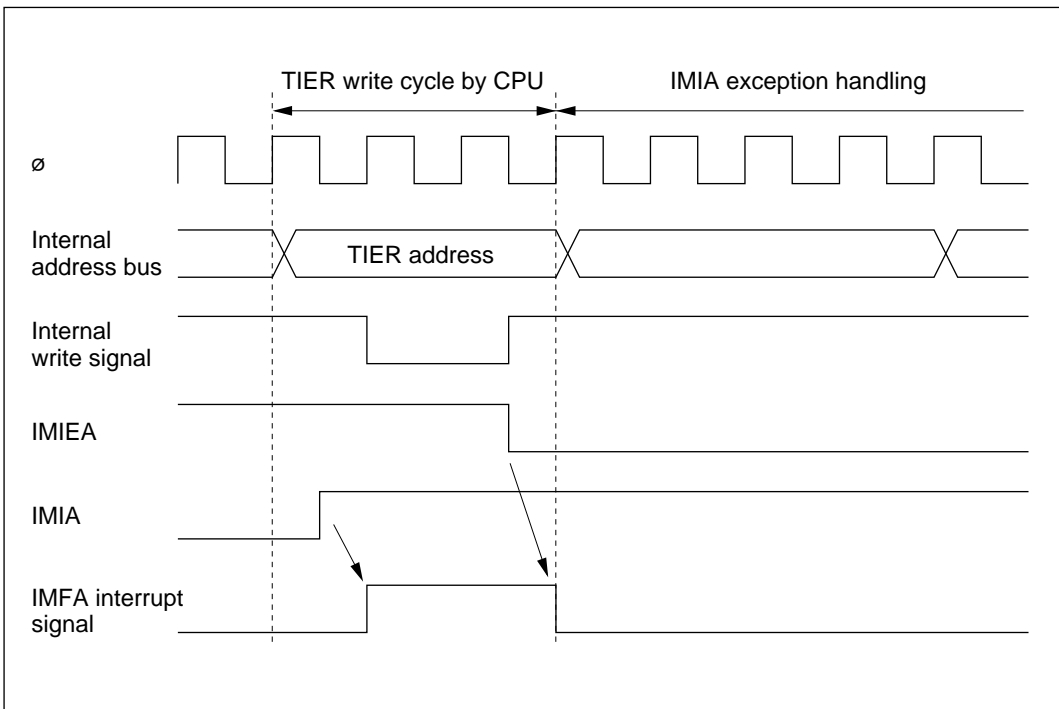 TIER write cycle by CPU
IMIA exception handling
ø
Internal
address bus
TIER address
Internal
write signal
IMIEA
IMIA
IMFA interrupt
signal